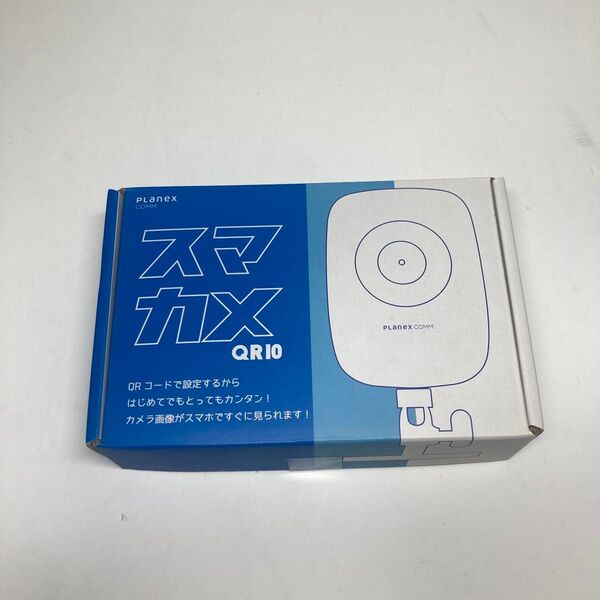 PLANEX
COMM.
スマ
カメ
QR10
QRコードで設定するから
はじめてでもとってもカンタン！
カメラ画像がスマホですぐに見られます！
PLANEX COMM.